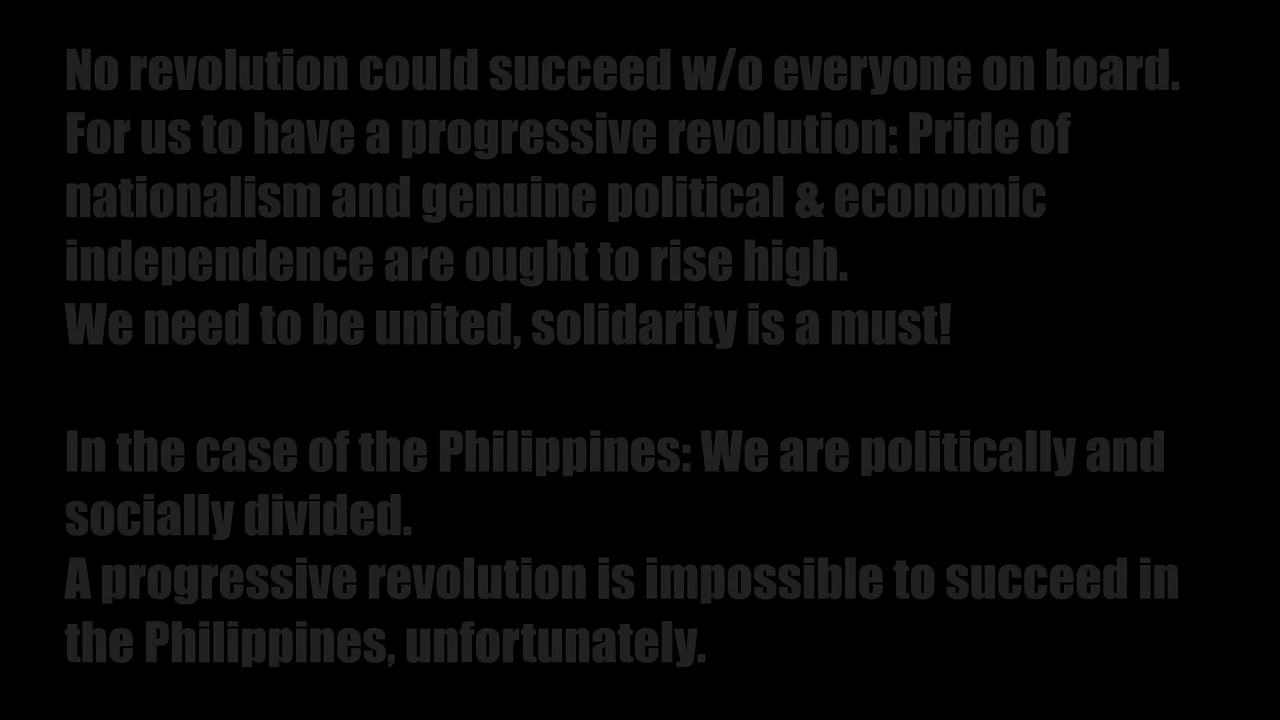 No revolution could succeed w/o everyone on board.
For us to have a progressive revolution: Pride of
nationalism and genuine political & economic
independence are ought to rise high.
We need to be united, solidarity is a must!
In the case of the Philippines: We are politically and
socially divided.
A progressive revolution is impossible to succeed in
the Philippines, unfortunately.